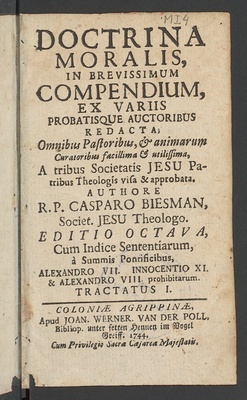 MI4
DOCTRINA
MORALIS,
IN BREVISSIMUM
COMPENDIUM,
EX VARIIS
PROBATISQUE AUCTORIBUS
REDACTA;
Omnibus Pastoribus, & animarum
Curatoribus facillima & utilissima,
A tribus Societatis JESU Pa-
tribus Theologis visa & approbata.
AUTHORE
R.P. CASPARO BIESMAN,
Societ. JESU Theologo.
EDITIO OCTAVA,
Cum Indice Sententiarum,
à Summis Pontificibus,
ALEXANDRO VII. INNOCENTIO XI.
& ALEXANDRO VIII. prohibitarum.
TRACTATUS I.
COLONIÆ AGRIPPINÆ,
Apud JOAN. WERNER. VAN DER POLL.
Bibliop. unter fetten Hennen im Vogel
Greiff. 1744.
Cum Privilegio Sacræ Cæsareæ Majestatis.